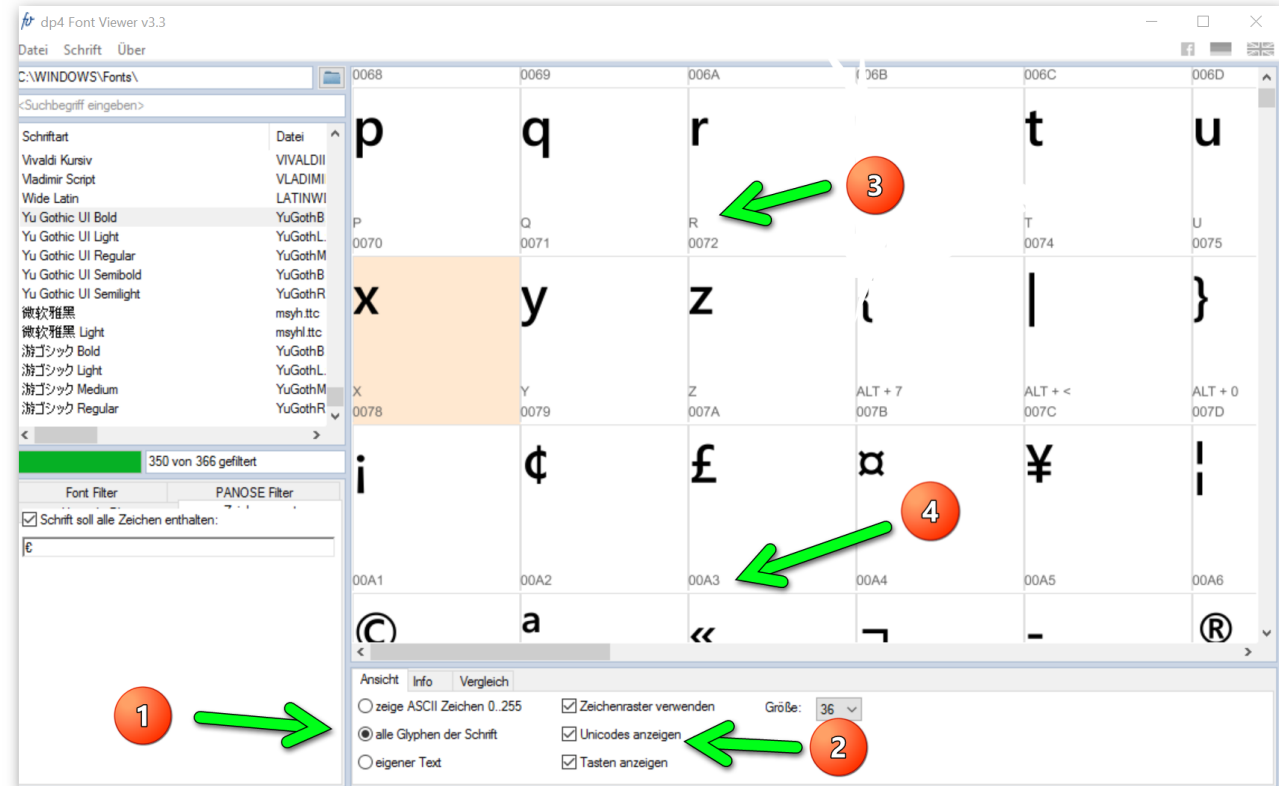 dp4 Font Viewer v3.3
Datei Schrift Über
C:\WINDOWS\Fonts\
<Suchbegriff eingeben>
Schriftart Datei
Vivaldi Kursiv VIVALDII
Vladimir Script VLADIMI
Wide Latin LATINWI
Yu Gothic UI Bold YuGothB
Yu Gothic UI Light YuGothL.
Yu Gothic UI Regular YuGothM
Yu Gothic UI Semibold YuGothB
Yu Gothic UI Semilight YuGothR
微软雅黑 msyh.ttc
微软雅黑 Light msyhl.ttc
游ゴシック Bold YuGothB
游ゴシック Light YuGothL.
游ゴシック Medium YuGothM
游ゴシック Regular YuGothR
350 von 366 gefiltert
Font Filter PANOSE Filter
Schrift soll alle Zeichen enthalten:
€
0068 0069 006A 06B 006C 006D
p q r t u
P Q R T U
0070 0071 0072 0074 0075
x y z { | }
X Y Z ALT + 7 ALT + < ALT + 0
0078 0079 007A 007B 007C 007D
¡ ¢ £ ¤ ¥ ¦
00A1 00A2 00A3 00A4 00A5 00A6
© ª « ¬ - ®
Ansicht Info Vergleich
zeige ASCII Zeichen 0..255 Zeichenraster verwenden Größe: 36
alle Glyphen der Schrift Unicodes anzeigen
eigener Text Tasten anzeigen
1
2
3
4